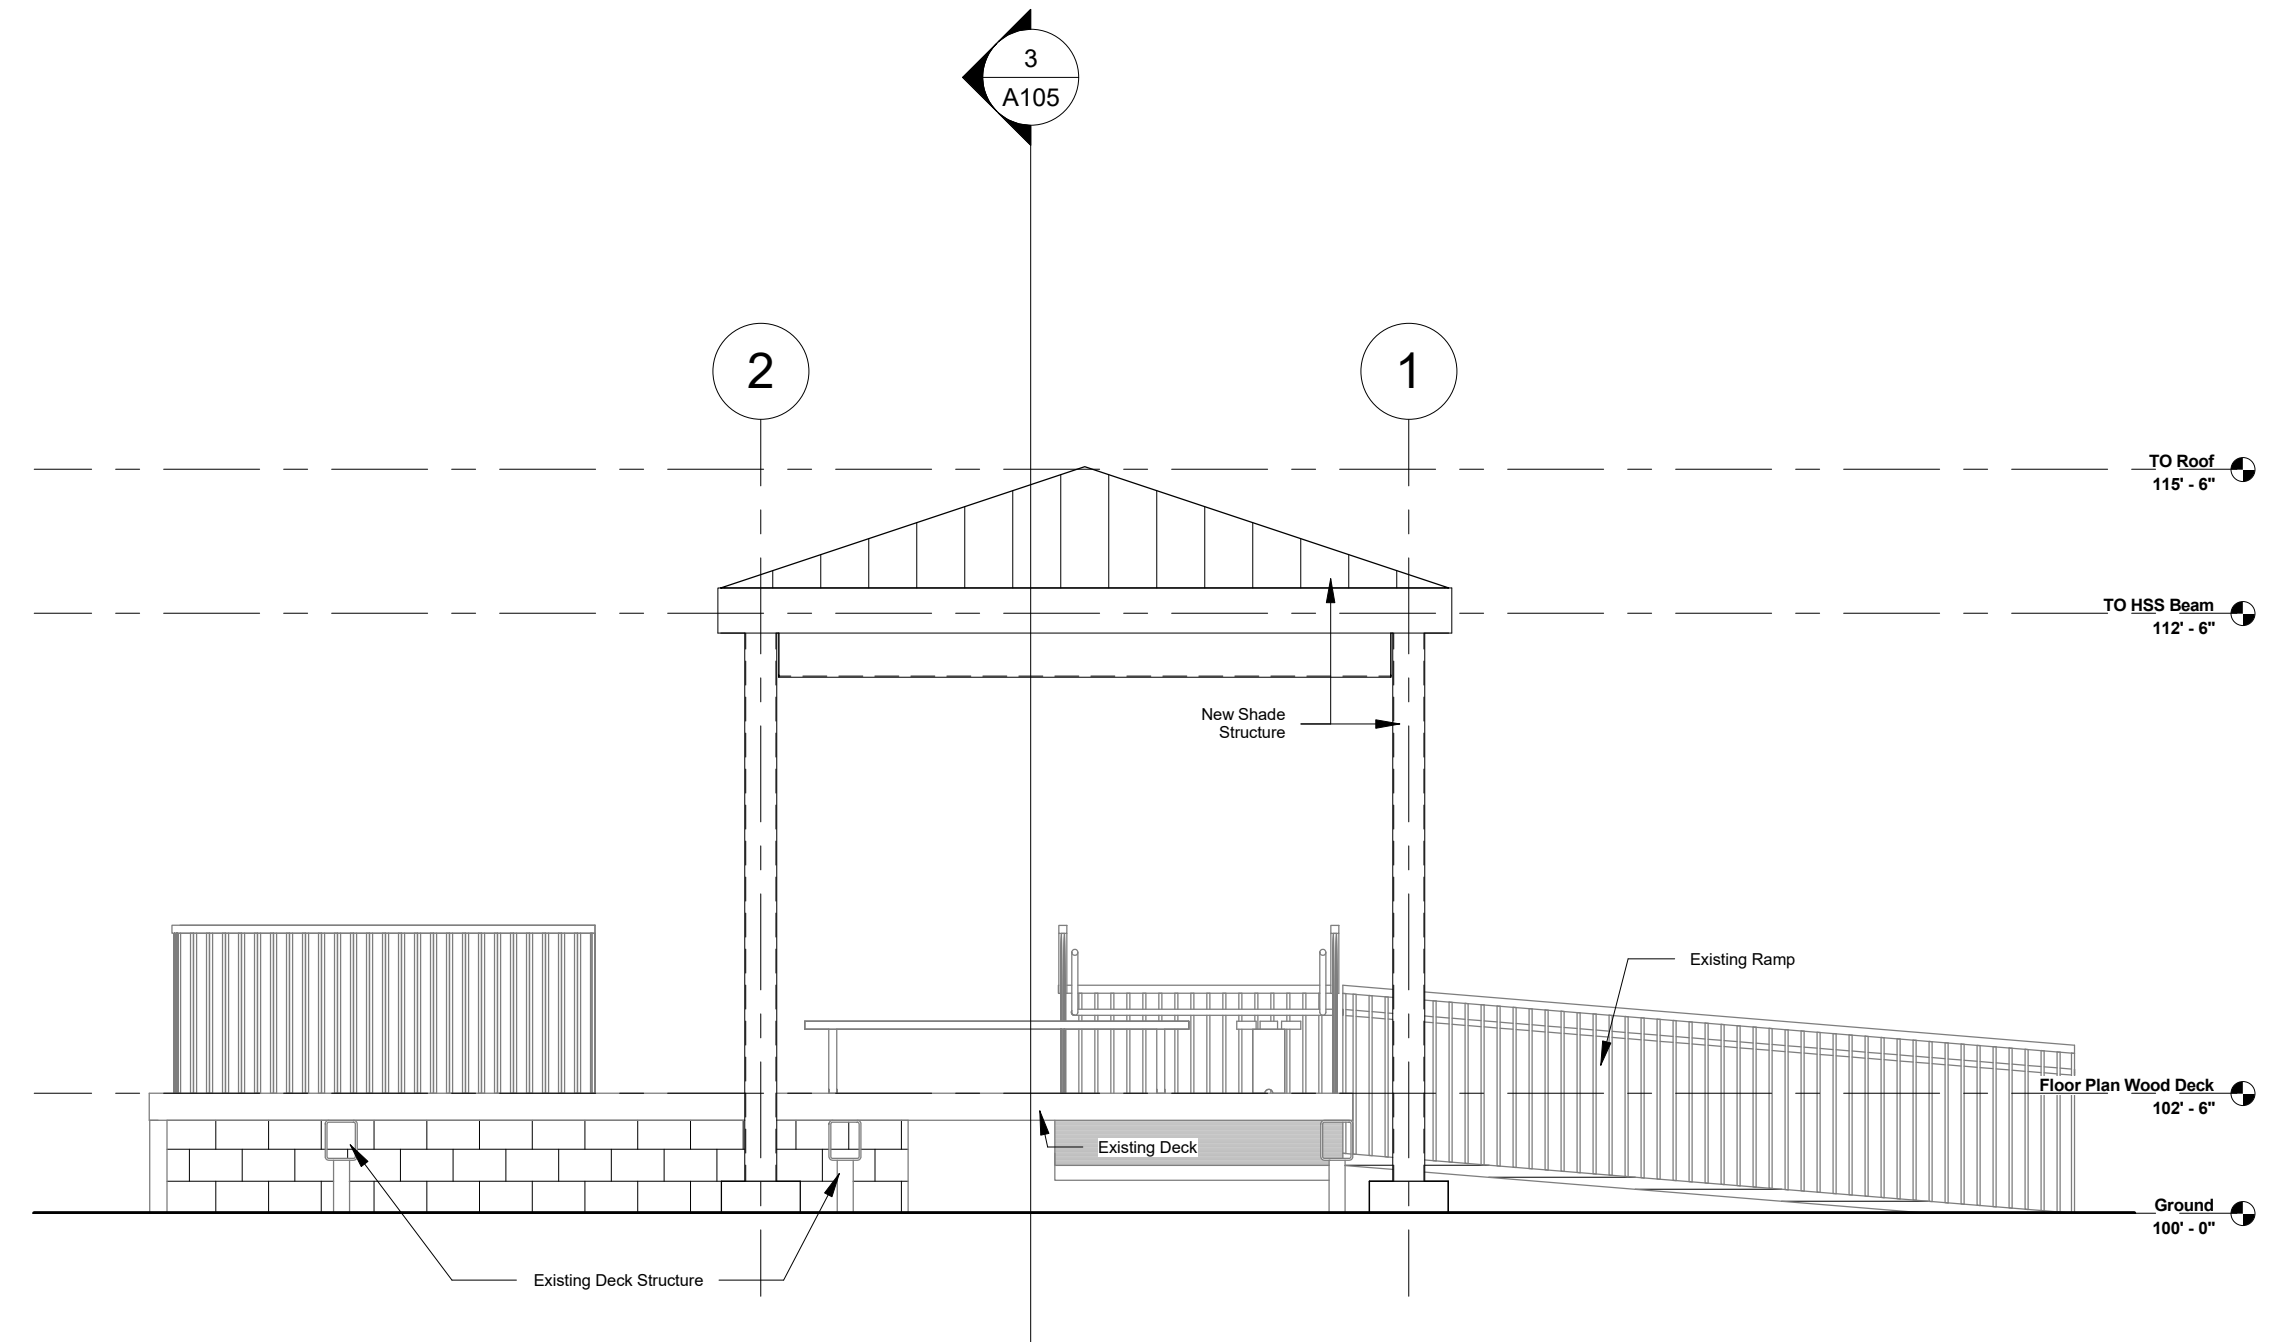 3
A105
2
1
TO Roof
115' - 6"
TO HSS Beam
112' - 6"
New Shade
Structure
Existing Ramp
Floor Plan Wood Deck
102' - 6"
Existing Deck
Ground
100' - 0"
Existing Deck Structure